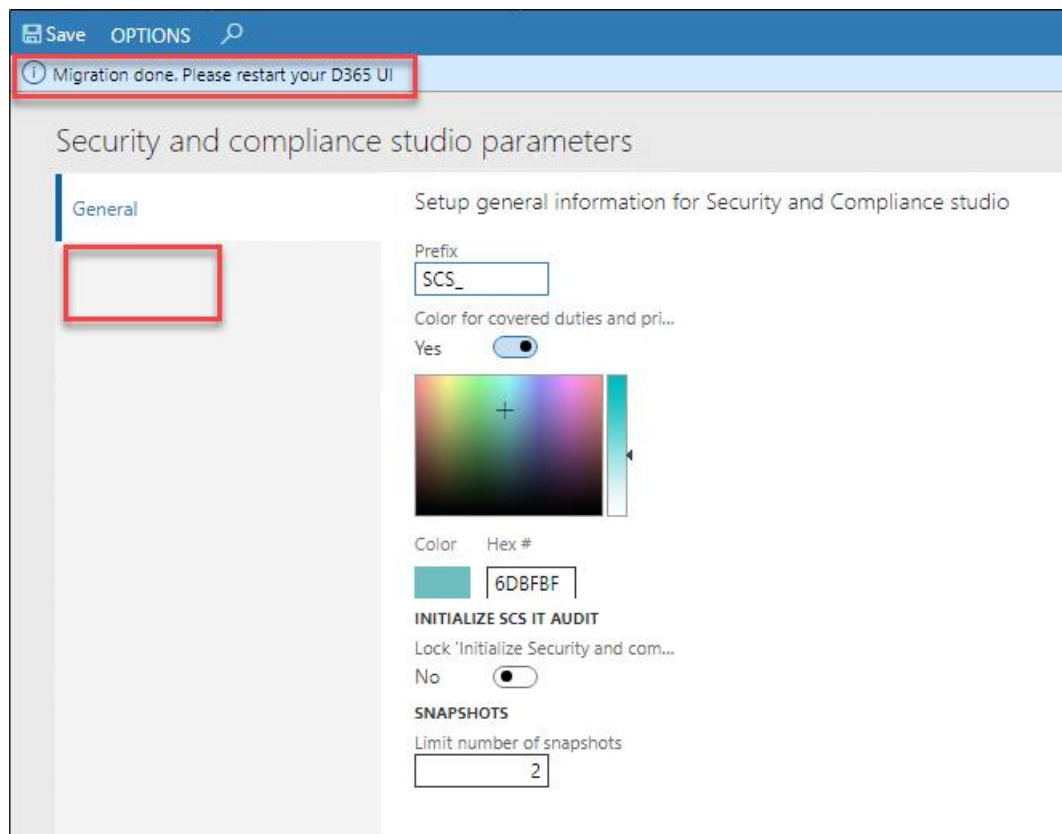 Save OPTIONS
Migration done. Please restart your D365 UI
Security and compliance studio parameters
General
Setup general information for Security and Compliance studio
Prefix
SCS_
Color for covered duties and pri...
Yes
Color Hex #
6DBFBF
INITIALIZE SCS IT AUDIT
Lock 'Initialize Security and com...
No
SNAPSHOTS
Limit number of snapshots
2